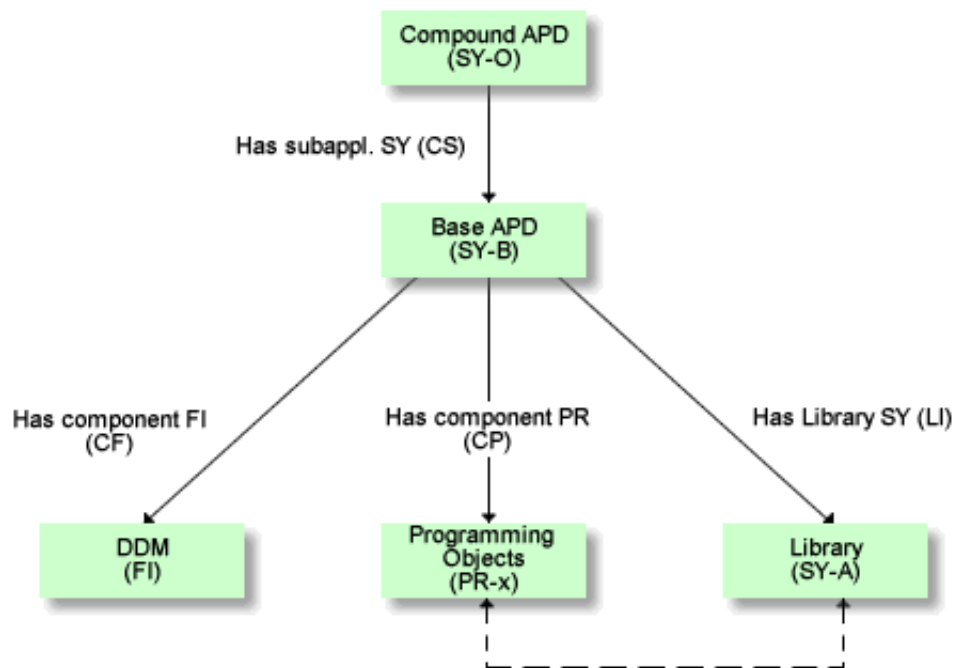 Compound APD
(SY-O)
Has subappl. SY (CS)
Base APD
(SY-B)
Has component FI
(CF)
Has component PR
(CP)
Has Library SY (LI)
DDM
(FI)
Programming
Objects
(PR-x)
Library
(SY-A)